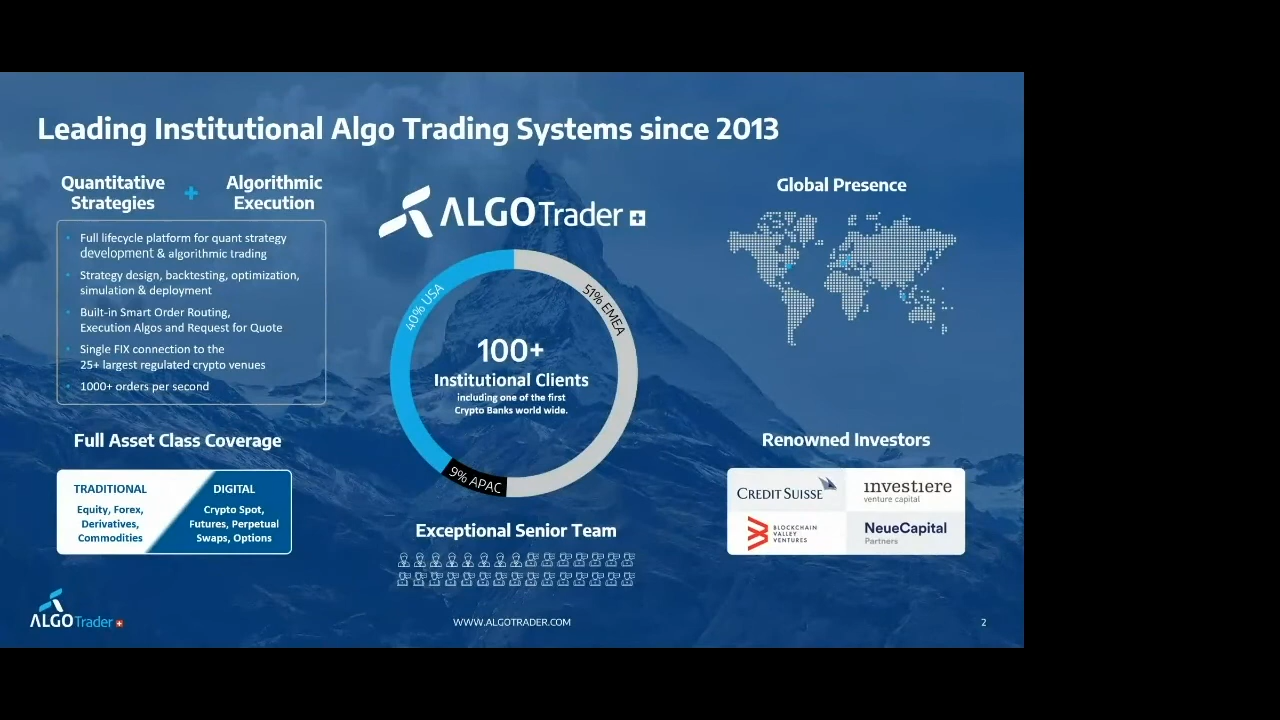 Leading Institutional Algo Trading Systems since 2013
Quantitative
Strategies
+
Algorithmic
Execution
• Full lifecycle platform for quant strategy
development & algorithmic trading
• Strategy design, backtesting, optimization,
simulation & deployment
• Built-in Smart Order Routing,
Execution Algos and Request for Quote
• Single FIX connection to the
25+ largest regulated crypto venues
• 1000+ orders per second
Full Asset Class Coverage
TRADITIONAL
Equity, Forex,
Derivatives,
Commodities
DIGITAL
Crypto Spot,
Futures, Perpetual
Swaps, Options
ALGOTrader
40% USA
51% EMEA
9% APAC
100+
Institutional Clients
including one of the first
Crypto Banks world wide.
Exceptional Senior Team
Global Presence
Renowned Investors
CREDIT SUISSE
investiere
venture capital
BLOCKCHAIN
VALLEY
VENTURES
NeueCapital
Partners
ALGOTrader
WWW.ALGOTRADER.COM
2